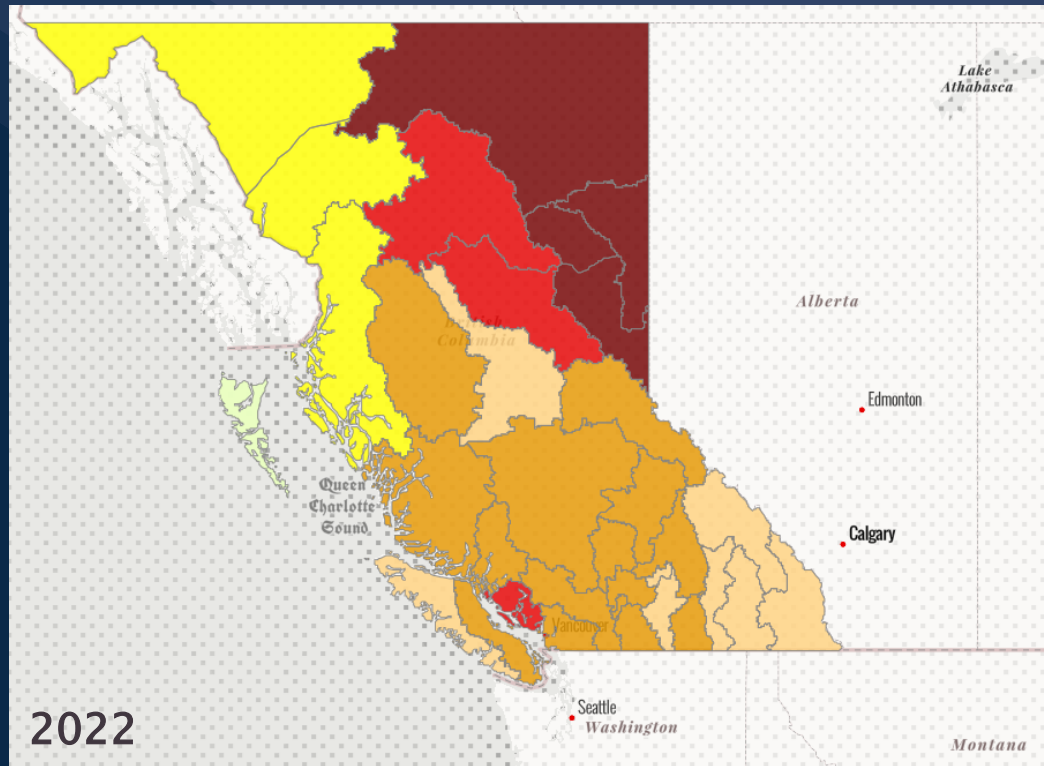 Lake
Athabasca
Alberta
British
Columbia
Edmonton
Queen
Charlotte
Sound
Calgary
Vancouver
Seattle
Washington
Montana
2022